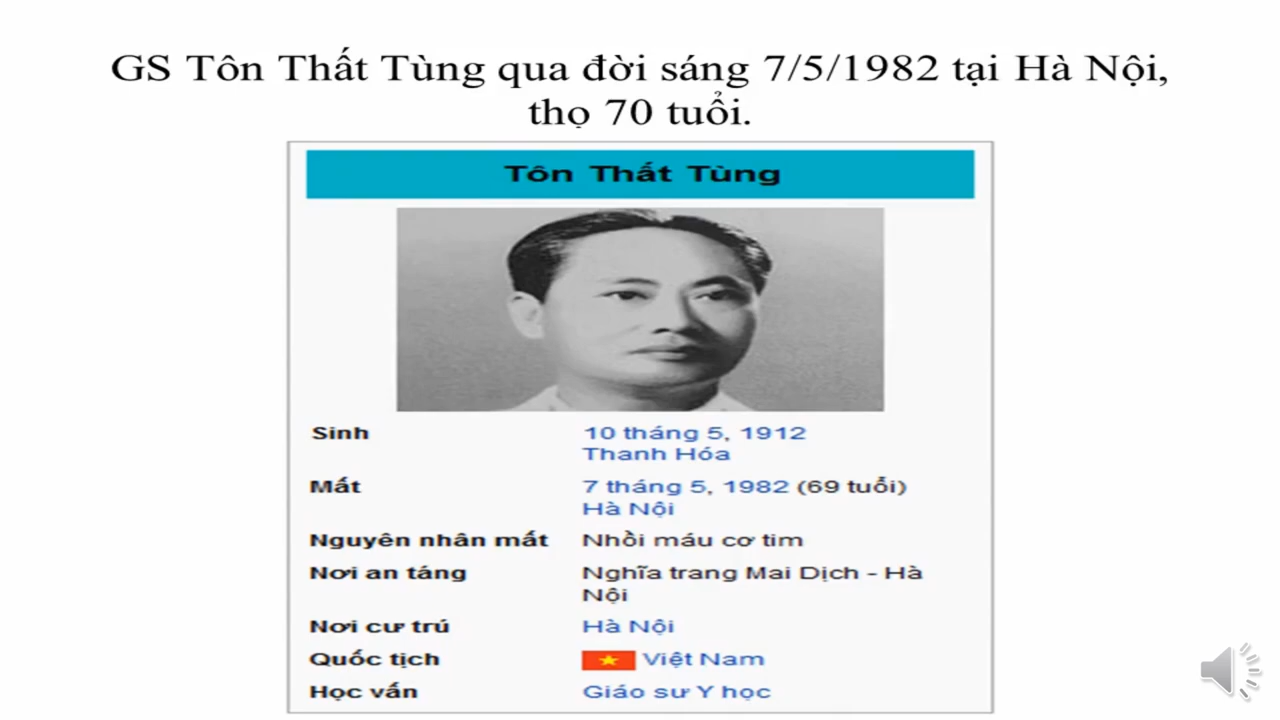 GS Tôn Thất Tùng qua đời sáng 7/5/1982 tại Hà Nội,
thọ 70 tuổi.
Tôn Thất Tùng
Sinh 10 tháng 5, 1912
Thanh Hóa
Mất 7 tháng 5, 1982 (69 tuổi)
Hà Nội
Nguyên nhân mất Nhồi máu cơ tim
Nơi an táng Nghĩa trang Mai Dịch - Hà
Nội
Nơi cư trú Hà Nội
Quốc tịch Việt Nam
Học vấn Giáo sư Y học